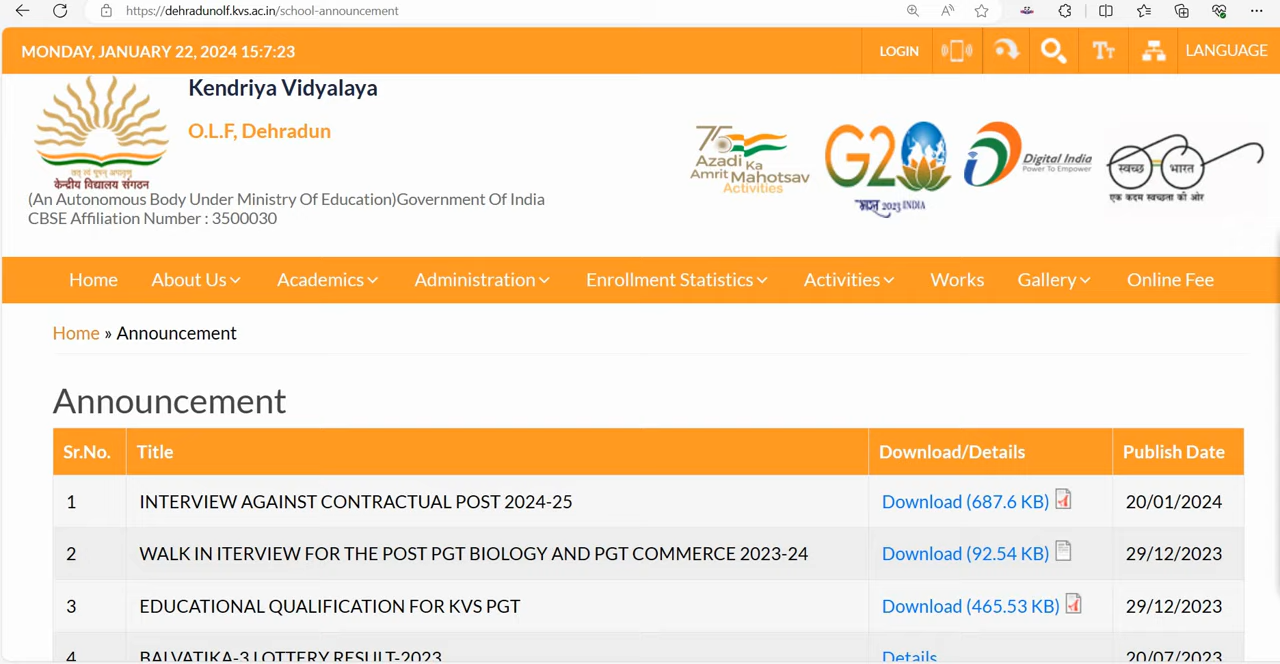 https://dehradunolf.kvs.ac.in/school-announcement
MONDAY, JANUARY 22, 2024 15:7:23
LOGIN
LANGUAGE
Kendriya Vidyalaya
O.L.F, Dehradun
केन्द्रीय विद्यालय संगठन
(An Autonomous Body Under Ministry Of Education)Government Of India
CBSE Affiliation Number : 3500030
75
Azadi Ka
Amrit Mahotsav
Activities
G20
भारत 2023 INDIA
Digital India
Power To Empower
स्वच्छ भारत
एक कदम स्वच्छता की ओर
Home About Us Academics Administration Enrollment Statistics Activities Works Gallery Online Fee
Home » Announcement
Announcement
Sr.No. Title Download/Details Publish Date
1 INTERVIEW AGAINST CONTRACTUAL POST 2024-25 Download (687.6 KB) 20/01/2024
2 WALK IN ITERVIEW FOR THE POST PGT BIOLOGY AND PGT COMMERCE 2023-24 Download (92.54 KB) 29/12/2023
3 EDUCATIONAL QUALIFICATION FOR KVS PGT Download (465.53 KB) 29/12/2023
4 BALVATIKA-3 LOTTERY RESULT-2023 Details 20/07/2023